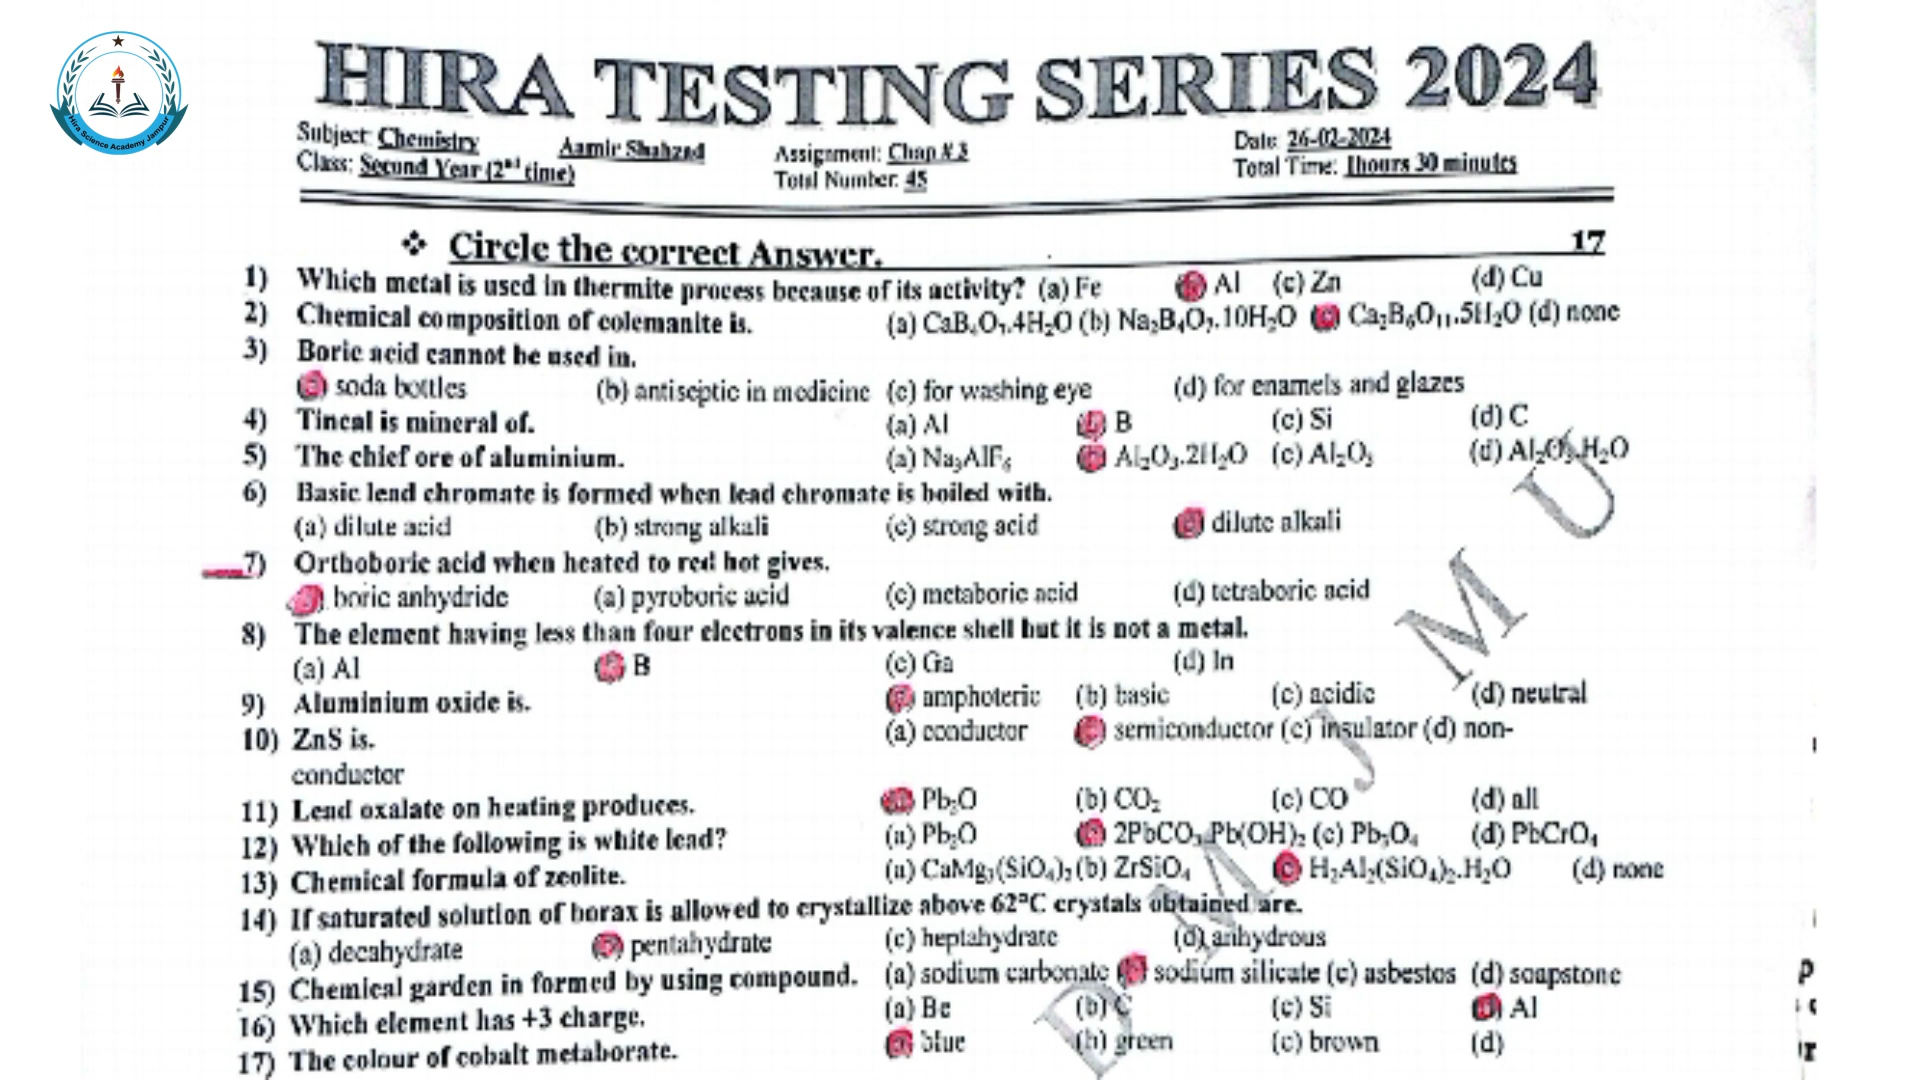 Hira Science Academy Jampur
HIRA TESTING SERIES 2024
Subject: Chemistry Aamir Shahzad Assignment: Chap # 3 Date: 26-02-2024
Class: Second Year (2nd time) Total Number: 45 Total Time: 1hours 30 minutes
❖ Circle the correct Answer. 17
1) Which metal is used in thermite process because of its activity? (a) Fe Al (c) Zn (d) Cu
2) Chemical composition of colemanite is. (a) CaB₄O₇.4H₂O (b) Na₂B₄O₇.10H₂O (c) Ca₂B₆O₁₁.5H₂O (d) none
3) Boric acid cannot be used in.
(a) soda bottles (b) antiseptic in medicine (c) for washing eye (d) for enamels and glazes
4) Tincal is mineral of. (a) Al (b) B (c) Si (d) C
5) The chief ore of aluminium. (a) Na₃AlF₆ (b) Al₂O₃.2H₂O (c) Al₂O₃ (d) Al₂O₃.H₂O
6) Basic lead chromate is formed when lead chromate is boiled with.
(a) dilute acid (b) strong alkali (c) strong acid dilute alkali
7) Orthoboric acid when heated to red hot gives.
boric anhydride (a) pyroboric acid (c) metaboric acid (d) tetraboric acid
8) The element having less than four electrons in its valence shell but it is not a metal.
(a) Al B (c) Ga (d) In
9) Aluminium oxide is. amphoteric (b) basic (c) acidic (d) neutral
10) ZnS is. (a) conductor semiconductor (c) insulator (d) non-
conductor
11) Lead oxalate on heating produces. Pb₂O (b) CO₂ (c) CO (d) all
12) Which of the following is white lead? (a) Pb₂O 2PbCO₃.Pb(OH)₂ (c) Pb₃O₄ (d) PbCrO₄
13) Chemical formula of zeolite. (a) CaMg₃(SiO₄)₃ (b) ZrSiO₄ (c) H₂Al₂(SiO₄)₂.H₂O (d) none
14) If saturated solution of borax is allowed to crystallize above 62°C crystals obtained are.
(a) decahydrate pentahydrate (c) heptahydrate (d) anhydrous
15) Chemical garden in formed by using compound. (a) sodium carbonate sodium silicate (c) asbestos (d) soapstone
16) Which element has +3 charge. (a) Be (b) C (c) Si Al
17) The colour of cobalt metaborate. blue (b) green (c) brown (d)
D M J M U